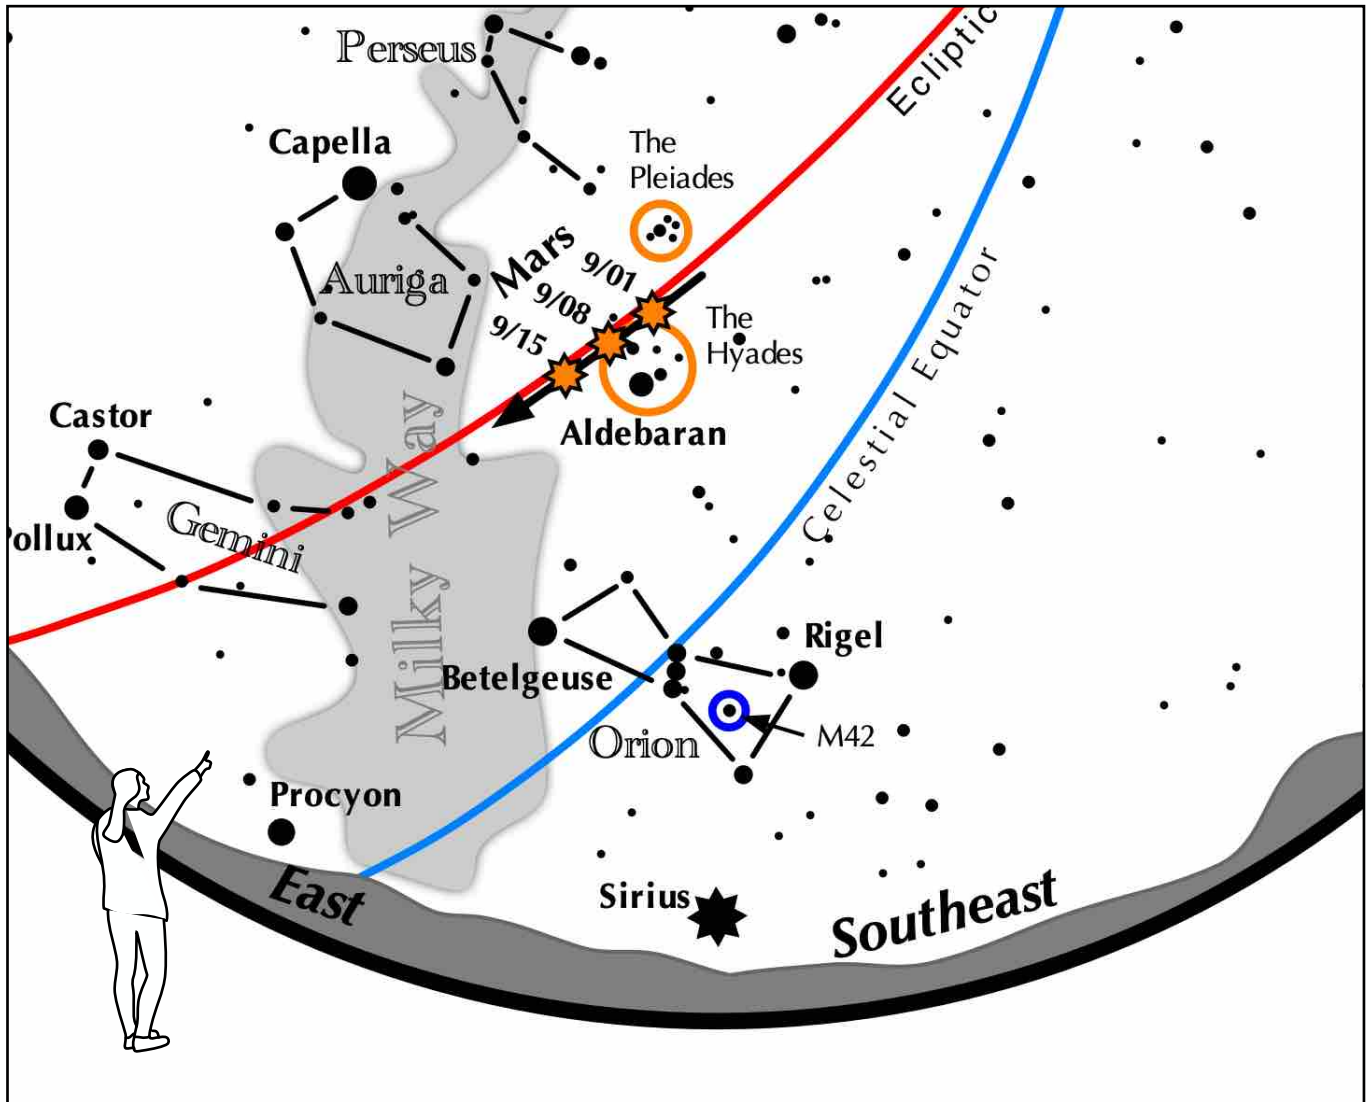 Perseus
Ecliptic
Capella
The
Pleiades
Mars
9/01
9/08
9/15
Auriga
The
Hyades
Celestial Equator
Castor
Aldebaran
Milky Way
Gemini
ollux
Rigel
Betelgeuse
Orion
M42
Procyon
East
Sirius
Southeast